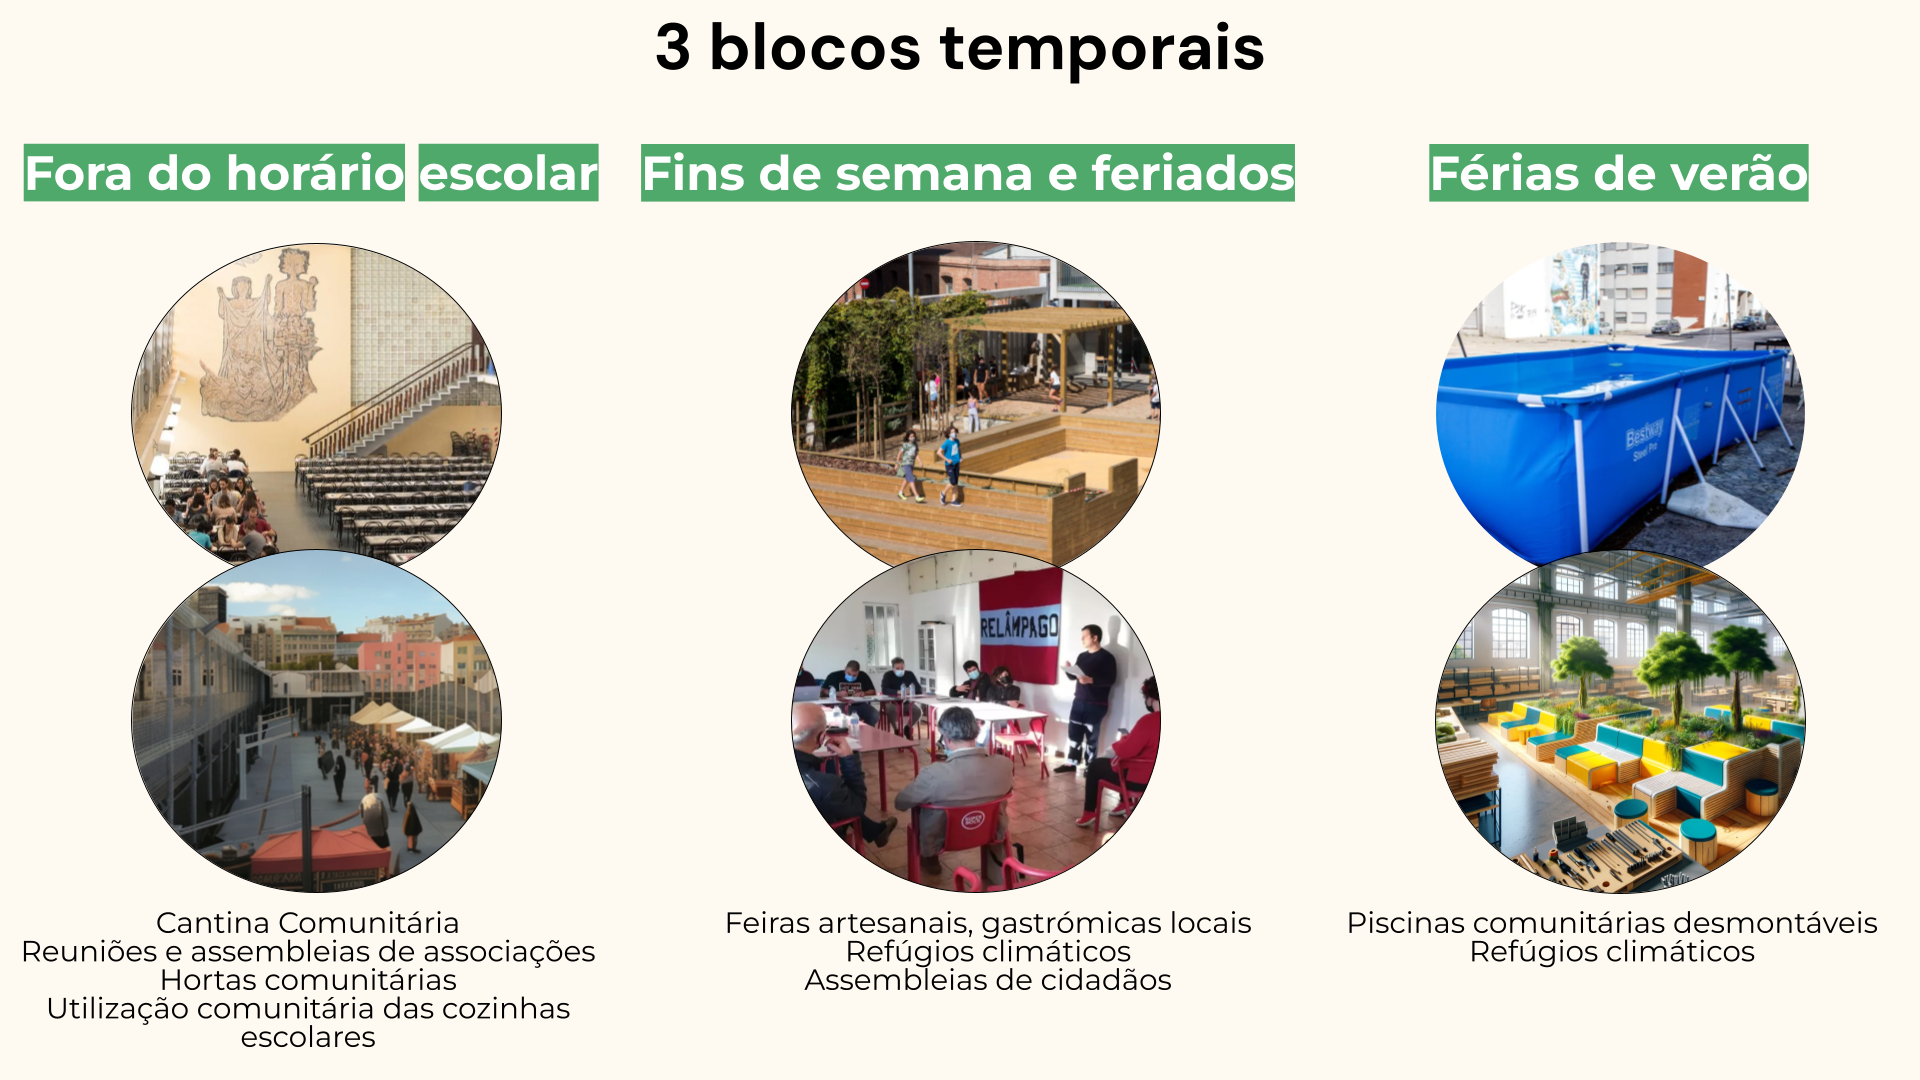 3 blocos temporais
Fora do horário escolar
Fins de semana e feriados
Férias de verão
Bestway
Steel Pro
RELÂMPAGO
Cantina Comunitária
Reuniões e assembleias de associações
Hortas comunitárias
Utilização comunitária das cozinhas
escolares
Feiras artesanais, gastrómicas locais
Refúgios climáticos
Assembleias de cidadãos
Piscinas comunitárias desmontáveis
Refúgios climáticos